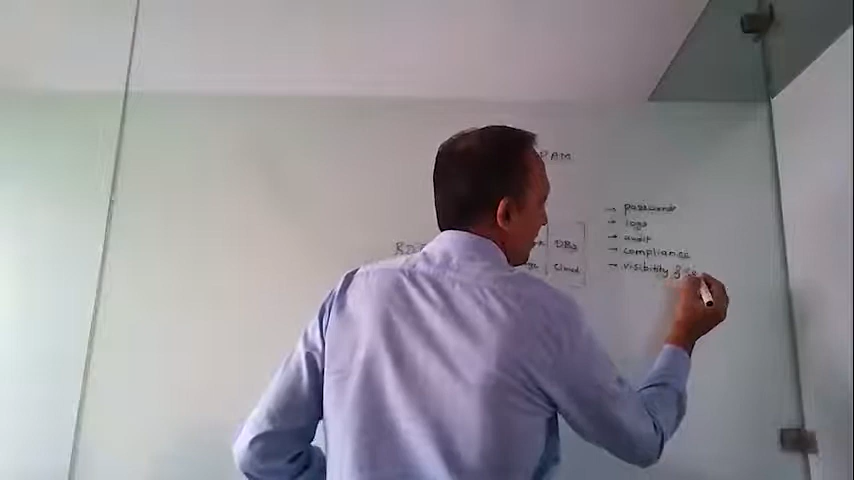 PAM
→ passwords
→ logs
→ audit
DBs
→ compliance
Cloud
→ visibility &